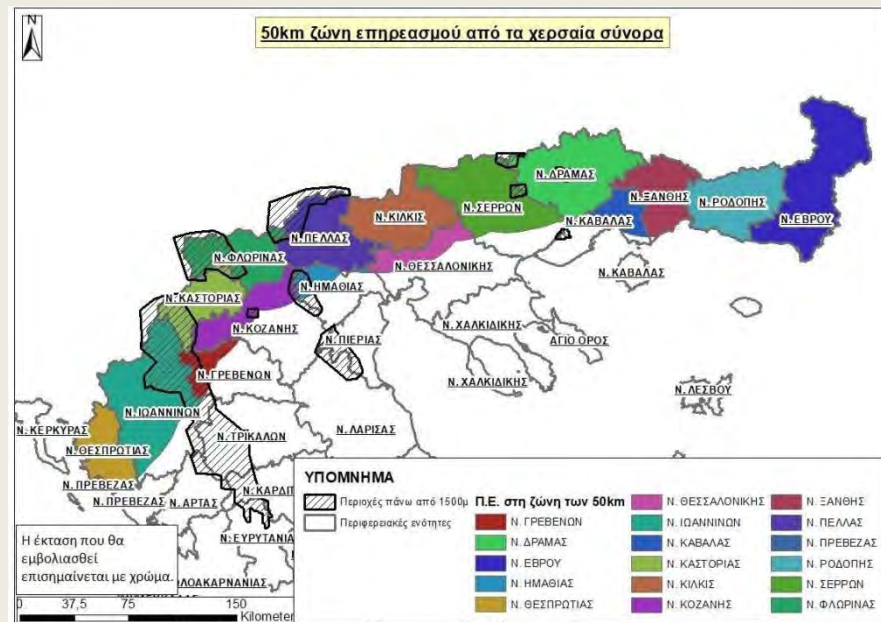 N
50km ζώνη επηρεασμού από τα χερσαία σύνορα
Ν. ΔΡΑΜΑΣ
Ν. ΞΑΝΘΗΣ
Ν. ΡΟΔΟΠΗΣ
Ν. ΕΒΡΟΥ
Ν. ΚΙΛΚΙΣ
Ν. ΣΕΡΡΩΝ
Ν. ΚΑΒΑΛΑΣ
Ν. ΠΕΛΛΑΣ
Ν. ΦΛΩΡΙΝΑΣ
Ν. ΘΕΣΣΑΛΟΝΙΚΗΣ
Ν. ΚΑΒΑΛΑΣ
Ν. ΗΜΑΘΙΑΣ
Ν. ΚΑΣΤΟΡΙΑΣ
Ν. ΚΟΖΑΝΗΣ
Ν. ΠΙΕΡΙΑΣ
Ν. ΧΑΛΚΙΔΙΚΗΣ
ΑΓΙΟ ΟΡΟΣ
Ν. ΓΡΕΒΕΝΩΝ
Ν. ΧΑΛΚΙΔΙΚΗΣ
Ν. ΛΕΣΒΟΥ
Ν. ΙΩΑΝΝΙΝΩΝ
Ν. ΚΕΡΚΥΡΑΣ
Ν. ΤΡΙΚΑΛΩΝ
Ν. ΛΑΡΙΣΑΣ
Ν. ΘΕΣΠΡΩΤΙΑΣ
Ν. ΠΡΕΒΕΖΑΣ
Ν. ΠΡΕΒΕΖΑΣ
Ν. ΑΡΤΑΣ
Ν. ΚΑΡΔΙΤ
Ν. ΕΥΡΥΤΑΝΙΑ
ΛΟΑΚΑΡΝΑΝΙΑΣ
Η έκταση που θα
εμβολιασθεί
επισημαίνεται με χρώμα.
0 37,5 75 150
Kilometer
ΥΠΟΜΝΗΜΑ
Περιοχές πάνω από 1500μ
Περιφερειακές ενότητες
Π.Ε. στη ζώνη των 50km
Ν. ΓΡΕΒΕΝΩΝ
Ν. ΔΡΑΜΑΣ
Ν. ΕΒΡΟΥ
Ν. ΗΜΑΘΙΑΣ
Ν. ΘΕΣΠΡΩΤΙΑΣ
Ν. ΘΕΣΣΑΛΟΝΙΚΗΣ
Ν. ΙΩΑΝΝΙΝΩΝ
Ν. ΚΑΒΑΛΑΣ
Ν. ΚΑΣΤΟΡΙΑΣ
Ν. ΚΙΛΚΙΣ
Ν. ΚΟΖΑΝΗΣ
Ν. ΞΑΝΘΗΣ
Ν. ΠΕΛΛΑΣ
Ν. ΠΡΕΒΕΖΑΣ
Ν. ΡΟΔΟΠΗΣ
Ν. ΣΕΡΡΩΝ
Ν. ΦΛΩΡΙΝΑΣ